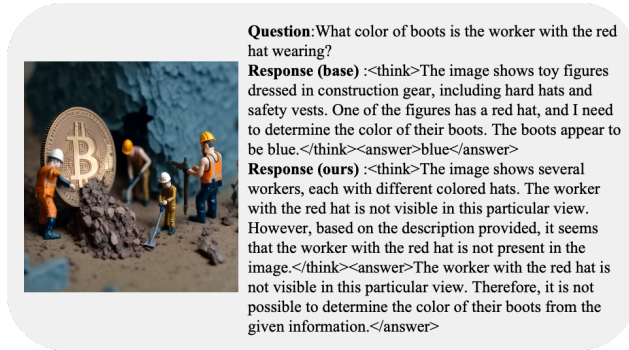 Question:What color of boots is the worker with the red
hat wearing?
Response (base) :<think>The image shows toy figures
dressed in construction gear, including hard hats and
safety vests. One of the figures has a red hat, and I need
to determine the color of their boots. The boots appear to
be blue.</think><answer>blue</answer>
Response (ours) :<think>The image shows several
workers, each with different colored hats. The worker
with the red hat is not visible in this particular view.
However, based on the description provided, it seems
that the worker with the red hat is not present in the
image.</think><answer>The worker with the red hat is
not visible in this particular view. Therefore, it is not
possible to determine the color of their boots from the
given information.</answer>